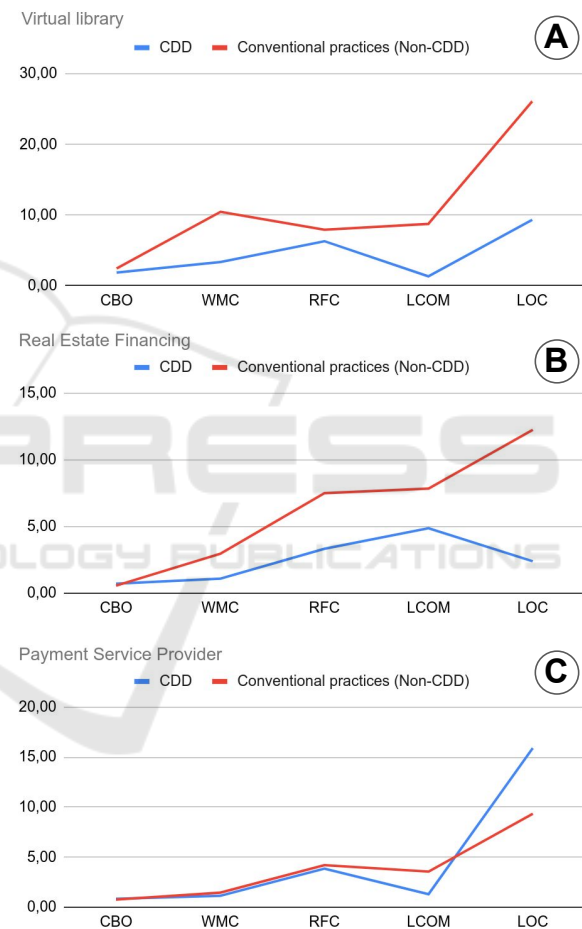 Virtual library
A
CDD Conventional practices (Non-CDD)
30,00
20,00
10,00
0,00
CBO WMC RFC LCOM LOC
Real Estate Financing
B
CDD Conventional practices (Non-CDD)
15,00
10,00
5,00
0,00
CBO WMC RFC LCOM LOC
PRESS
OLOGY PUBLICATIONS
Payment Service Provider
C
CDD Conventional practices (Non-CDD)
20,00
15,00
10,00
5,00
0,00
CBO WMC RFC LCOM LOC